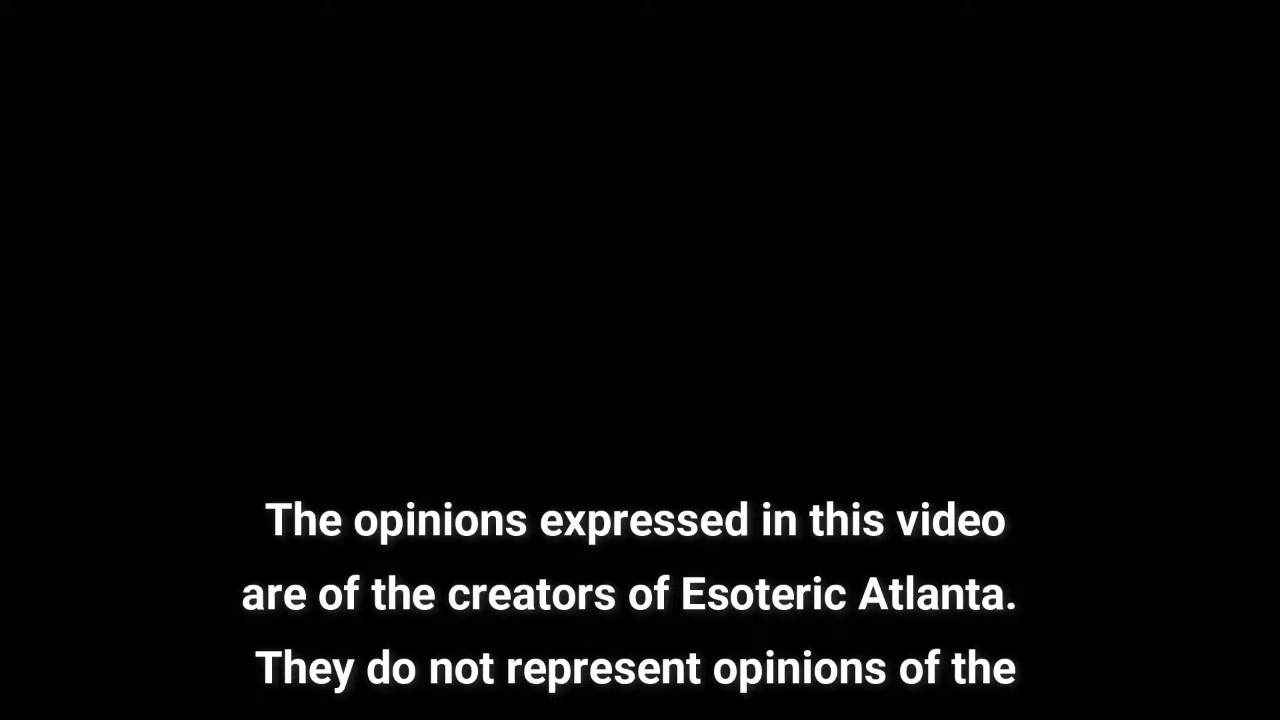 The opinions expressed in this video
are of the creators of Esoteric Atlanta.
They do not represent opinions of the